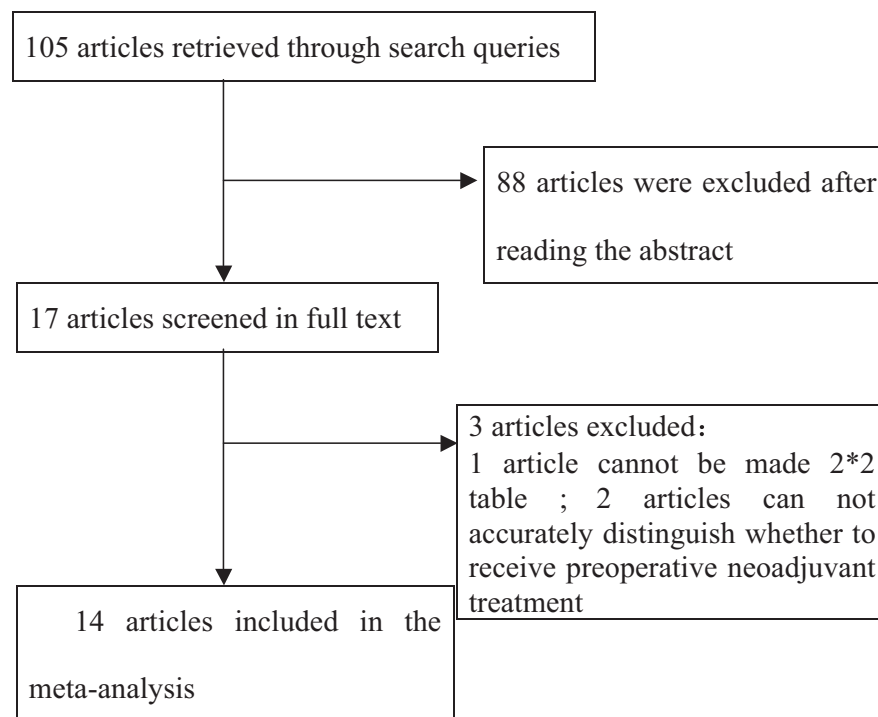 105 articles retrieved through search queries
88 articles were excluded after
reading the abstract
17 articles screened in full text
3 articles excluded：
1 article cannot be made 2*2
table ; 2 articles can not
accurately distinguish whether to
receive preoperative neoadjuvant
treatment
14 articles included in the
meta-analysis